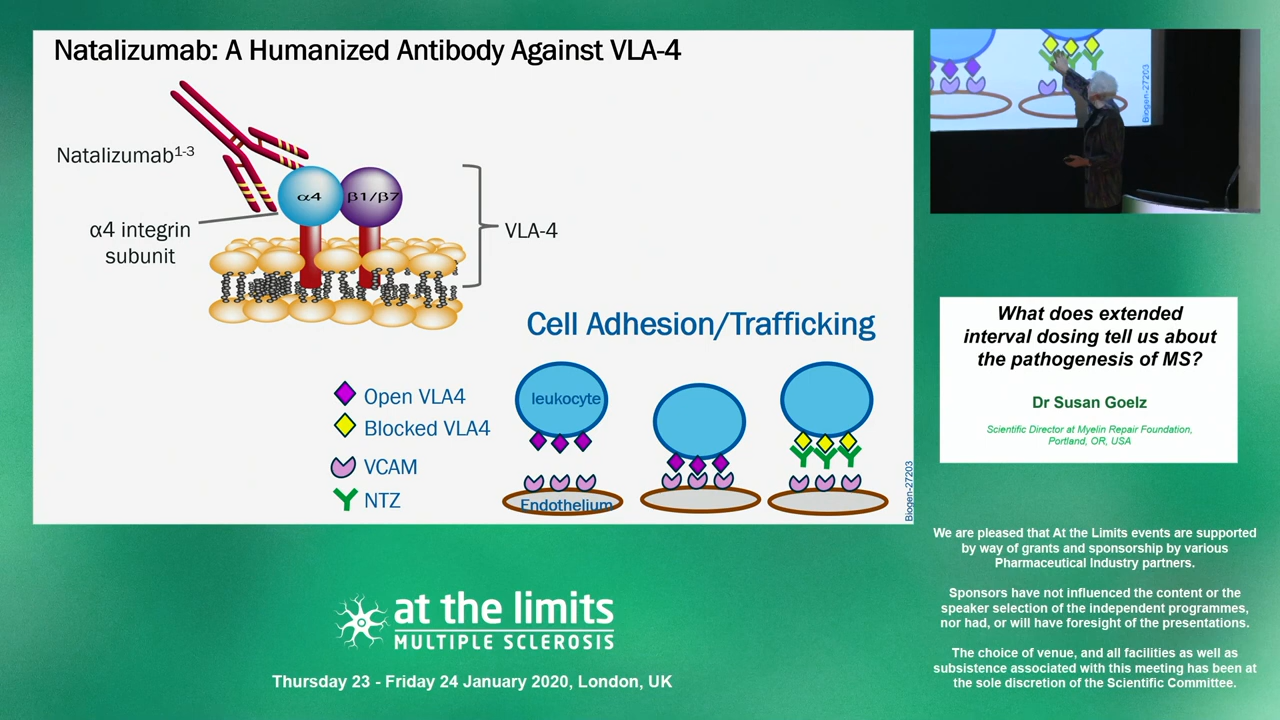 Natalizumab: A Humanized Antibody Against VLA-4
Natalizumab1-3
α4
β1/β7
α4 integrin
subunit
VLA-4
Cell Adhesion/Trafficking
Open VLA4
Blocked VLA4
VCAM
NTZ
leukocyte
Endothelium
Biogen-27203
Biogen-27203
What does extended
interval dosing tell us about
the pathogenesis of MS?
Dr Susan Goelz
Scientific Director at Myelin Repair Foundation,
Portland, OR, USA
We are pleased that At the Limits events are supported
by way of grants and sponsorship by various
Pharmaceutical Industry partners.
Sponsors have not influenced the content or the
speaker selection of the independent programmes,
nor had, or will have foresight of the presentations.
The choice of venue, and all facilities as well as
subsistence associated with this meeting has been at
the sole discretion of the Scientific Committee.
at the limits
MULTIPLE SCLEROSIS
Thursday 23 - Friday 24 January 2020, London, UK